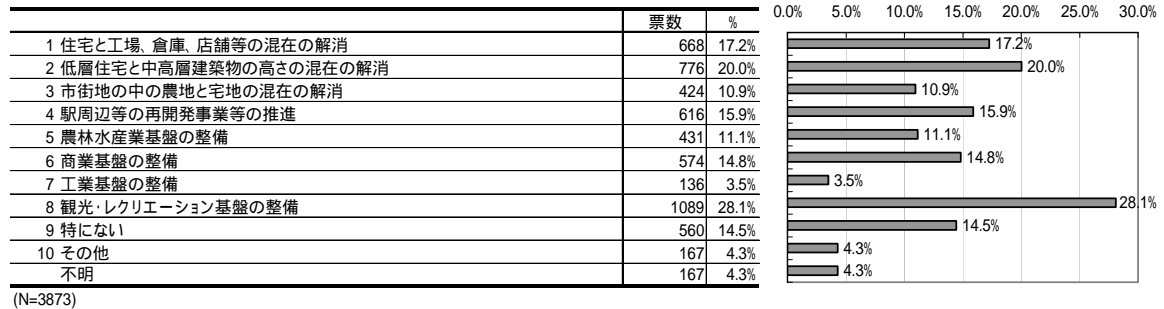 票数 %
1 住宅と工場、倉庫、店舗等の混在の解消 668 17.2%
2 低層住宅と中高層建築物の高さの混在の解消 776 20.0%
3 市街地の中の農地と宅地の混在の解消 424 10.9%
4 駅周辺等の再開発事業等の推進 616 15.9%
5 農林水産業基盤の整備 431 11.1%
6 商業基盤の整備 574 14.8%
7 工業基盤の整備 136 3.5%
8 観光・レクリエーション基盤の整備 1089 28.1%
9 特にない 560 14.5%
10 その他 167 4.3%
不明 167 4.3%
(N=3873)
0.0% 5.0% 10.0% 15.0% 20.0% 25.0% 30.0%
17.2%
20.0%
10.9%
15.9%
11.1%
14.8%
3.5%
28.1%
14.5%
4.3%
4.3%